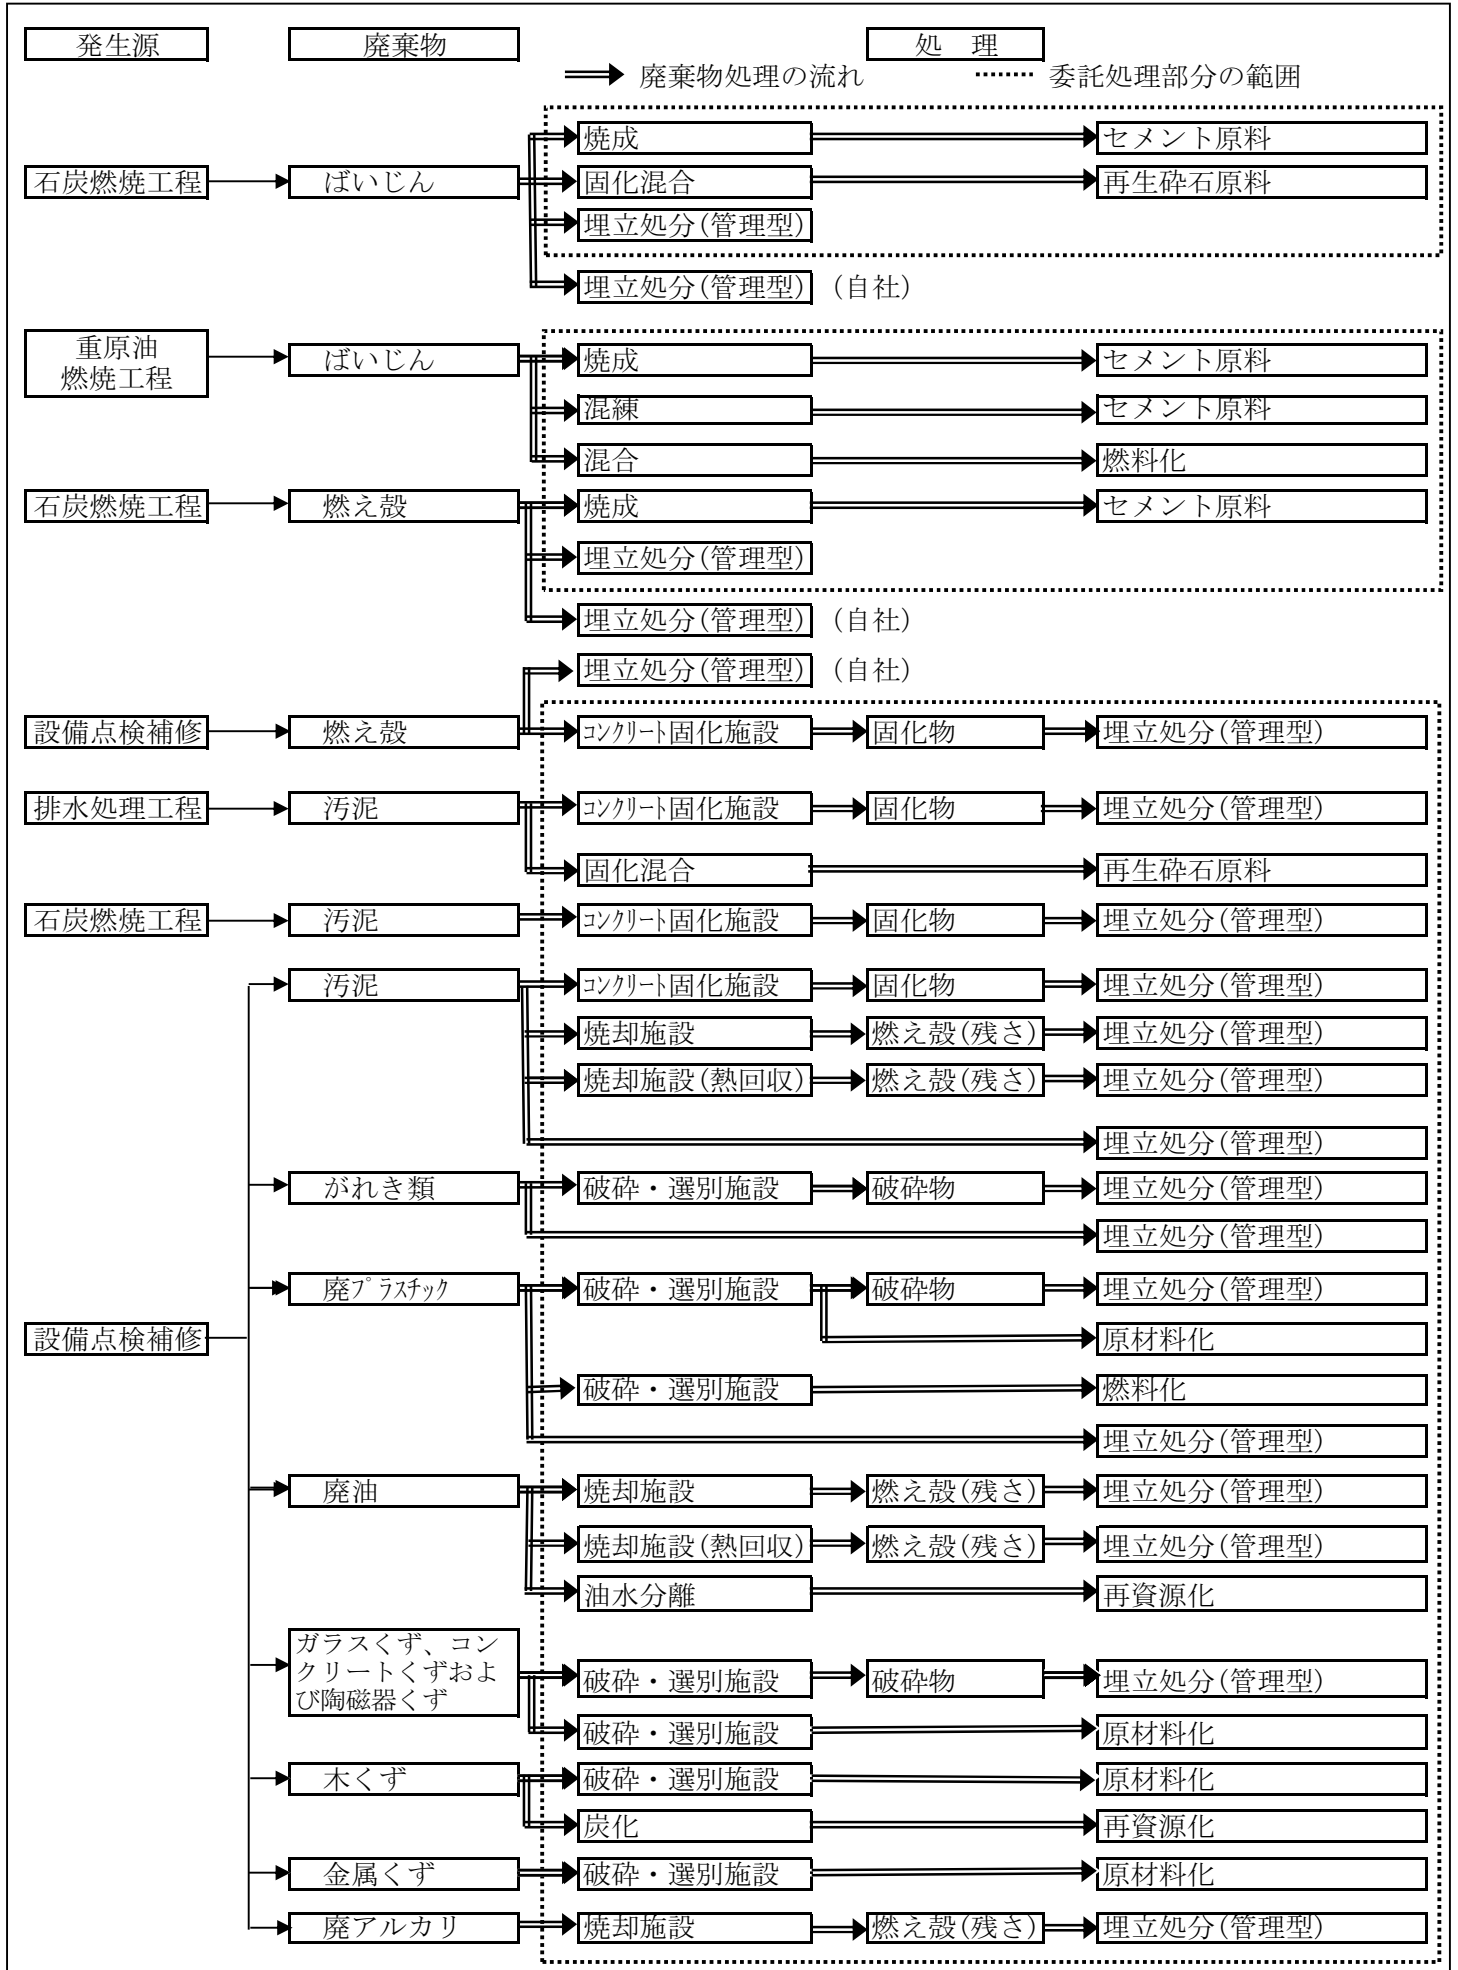 発生源 廃棄物 処 理
廃棄物処理の流れ 委託処理部分の範囲
焼成 セメント原料
石炭燃焼工程 ばいじん 固化混合 再生砕石原料
埋立処分(管理型)
埋立処分(管理型) (自社)
重原油
燃焼工程 ばいじん 焼成 セメント原料
混練 セメント原料
混合 燃料化
石炭燃焼工程 燃え殻 焼成 セメント原料
埋立処分(管理型)
埋立処分(管理型) (自社)
埋立処分(管理型) (自社)
設備点検補修 燃え殻 コンクリート固化施設 固化物 埋立処分(管理型)
排水処理工程 汚泥 コンクリート固化施設 固化物 埋立処分(管理型)
固化混合 再生砕石原料
石炭燃焼工程 汚泥 コンクリート固化施設 固化物 埋立処分(管理型)
汚泥 コンクリート固化施設 固化物 埋立処分(管理型)
焼却施設 燃え殻(残さ) 埋立処分(管理型)
焼却施設(熱回収) 燃え殻(残さ) 埋立処分(管理型)
埋立処分(管理型)
がれき類 破砕・選別施設 破砕物 埋立処分(管理型)
埋立処分(管理型)
廃プラスチック 破砕・選別施設 破砕物 埋立処分(管理型)
設備点検補修 原材料化
破砕・選別施設 燃料化
埋立処分(管理型)
廃油 焼却施設 燃え殻(残さ) 埋立処分(管理型)
焼却施設(熱回収) 燃え殻(残さ) 埋立処分(管理型)
油水分離 再資源化
ガラスくず、コン
クリートくずおよ
び陶磁器くず 破砕・選別施設 破砕物 埋立処分(管理型)
破砕・選別施設 原材料化
木くず 破砕・選別施設 原材料化
炭化 再資源化
金属くず 破砕・選別施設 原材料化
廃アルカリ 焼却施設 燃え殻(残さ) 埋立処分(管理型)